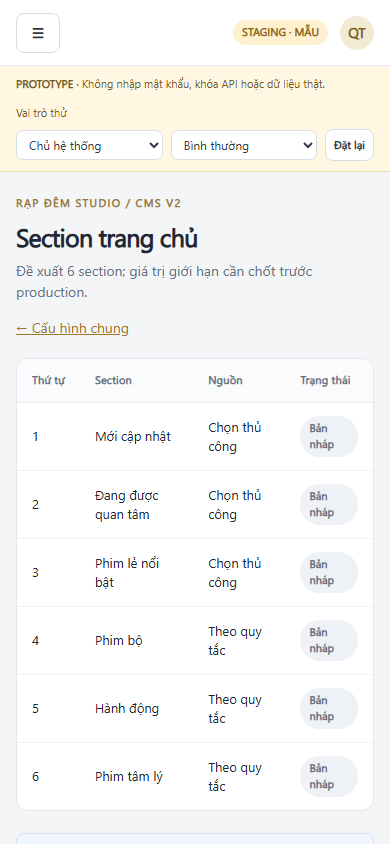 ☰
STAGING · MẪU
QT
PROTOTYPE · Không nhập mật khẩu, khóa API hoặc dữ liệu thật.
Vai trò thử
Chủ hệ thống
Bình thường
Đặt lại
RẠP ĐÊM STUDIO / CMS V2
Section trang chủ
Đề xuất 6 section; giá trị giới hạn cần chốt trước
production.
← Cấu hình chung
Thứ tự Section Nguồn Trạng thái
1 Mới cập nhật Chọn thủ công Bản nháp
2 Đang được quan tâm Chọn thủ công Bản nháp
3 Phim lẻ nổi bật Chọn thủ công Bản nháp
4 Phim bộ Theo quy tắc Bản nháp
5 Hành động Theo quy tắc Bản nháp
6 Phim tâm lý Theo quy tắc Bản nháp